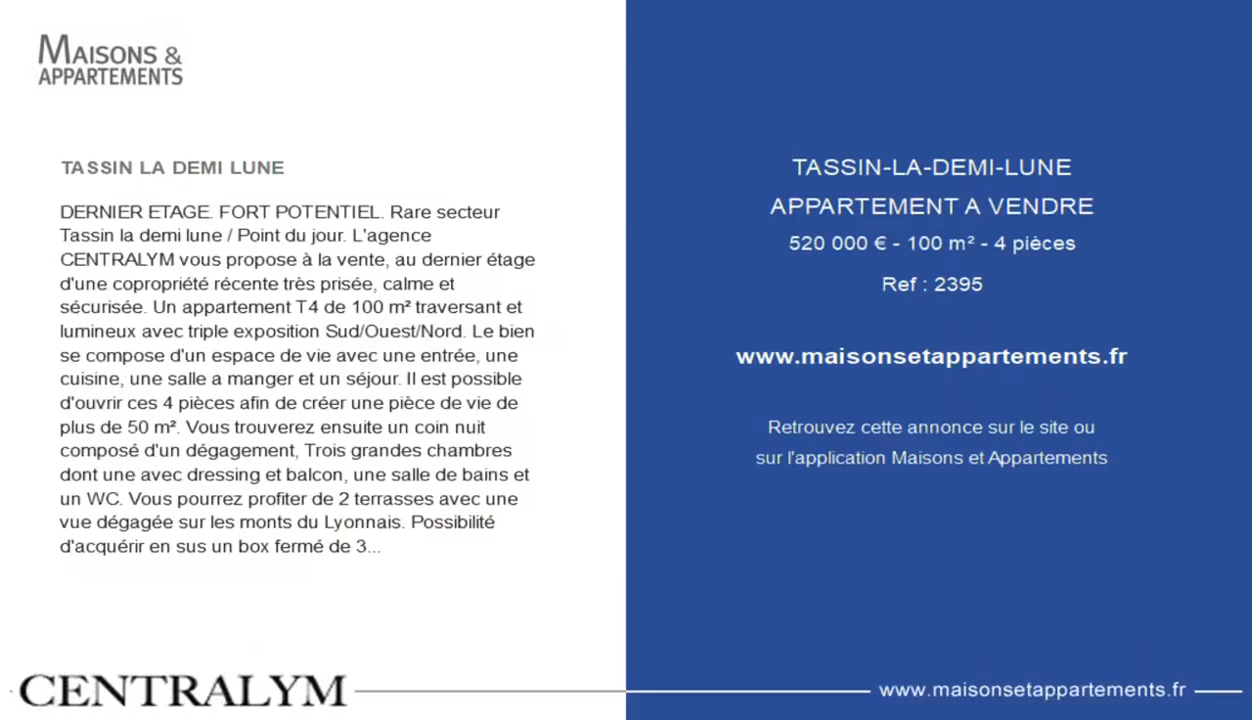 MAISONS &
APPARTEMENTS
TASSIN LA DEMI LUNE
DERNIER ETAGE. FORT POTENTIEL. Rare secteur
Tassin la demi lune / Point du jour. L'agence
CENTRALYM vous propose à la vente, au dernier étage
d'une copropriété récente très prisée, calme et
sécurisée. Un appartement T4 de 100 m² traversant et
lumineux avec triple exposition Sud/Ouest/Nord. Le bien
se compose d'un espace de vie avec une entrée, une
cuisine, une salle a manger et un séjour. Il est possible
d'ouvrir ces 4 pièces afin de créer une pièce de vie de
plus de 50 m². Vous trouverez ensuite un coin nuit
composé d'un dégagement, Trois grandes chambres
dont une avec dressing et balcon, une salle de bains et
un WC. Vous pourrez profiter de 2 terrasses avec une
vue dégagée sur les monts du Lyonnais. Possibilité
d'acquérir en sus un box fermé de 3...
CENTRALYM
TASSIN-LA-DEMI-LUNE
APPARTEMENT A VENDRE
520 000 € - 100 m² - 4 pièces
Ref : 2395
www.maisonsetappartements.fr
Retrouvez cette annonce sur le site ou
sur l'application Maisons et Appartements
www.maisonsetappartements.fr